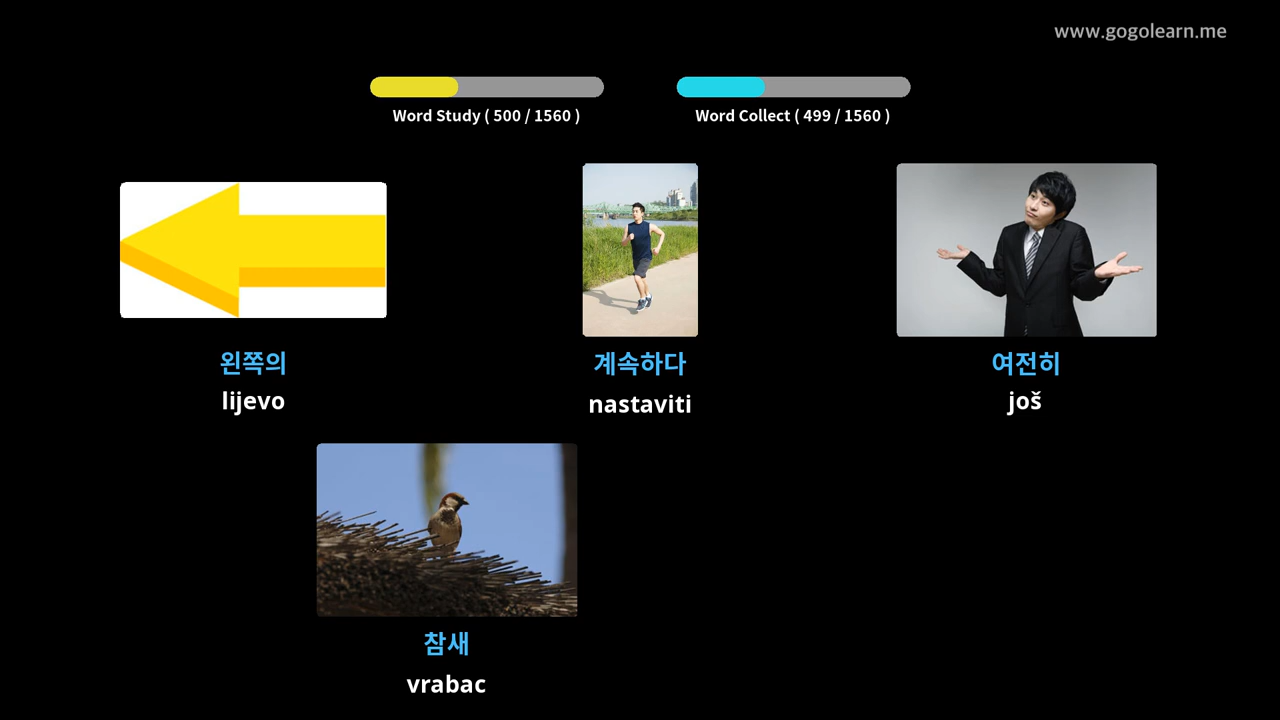 www.gogolearn.me
Word Study ( 500 / 1560 )
Word Collect ( 499 / 1560 )
왼쪽의
lijevo
계속하다
nastaviti
여전히
još
참새
vrabac